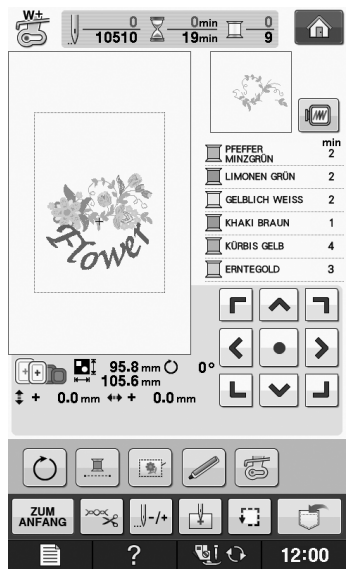 W+
0 0min 0
10510 19min 9
min
PFEFFER
MINZGRÜN 2
LIMONEN GRÜN 2
GELBLICH WEISS 2
KHAKI BRAUN 1
KÜRBIS GELB 4
ERNTEGOLD 3
Flower
95.8 mm 0°
105.6 mm
+ 0.0 mm + 0.0 mm
ZUM
ANFANG
-/+
? 12:00